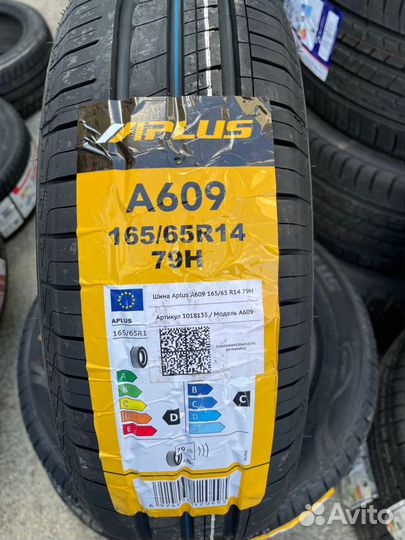 APLUS
A609
165/65R14
79H
Шина Aplus A609 165/65 R14 79H
APLUS
Артикул 1018135 / Модель A609
165/65R1
A
B
C
D
E
D
A
B
C
D
E
C
70
Avito